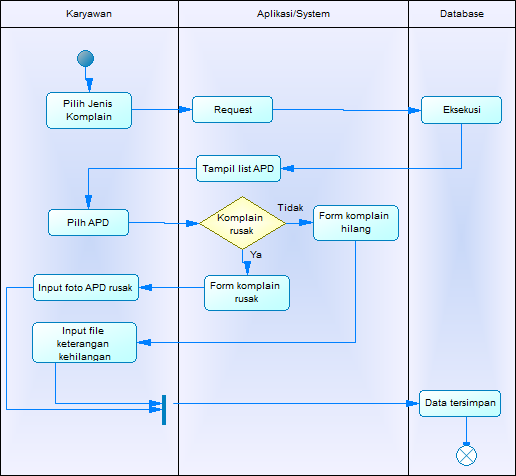 Karyawan
Aplikasi/System
Database
Pilih Jenis
Komplain
Request
Eksekusi
Tampil list APD
Pilh APD
Komplain
rusak
Tidak
Form komplain
hilang
Ya
Input foto APD rusak
Form komplain
rusak
Input file
keterangan
kehilangan
Data tersimpan